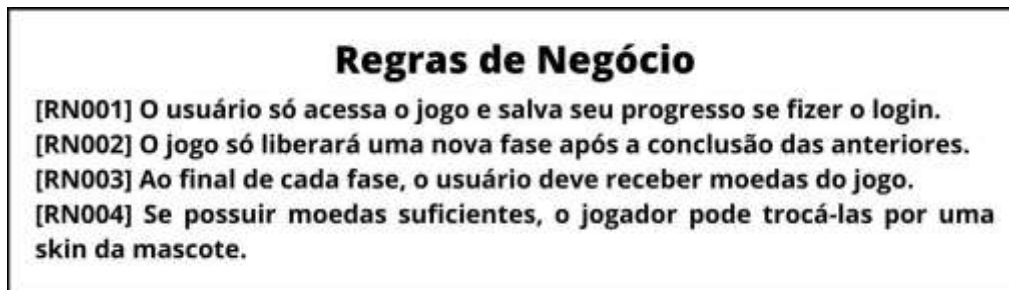 Regras de Negócio
[RN001] O usuário só acessa o jogo e salva seu progresso se fizer o login.
[RN002] O jogo só liberará uma nova fase após a conclusão das anteriores.
[RN003] Ao final de cada fase, o usuário deve receber moedas do jogo.
[RN004] Se possuir moedas suficientes, o jogador pode trocá-las por uma
skin da mascote.